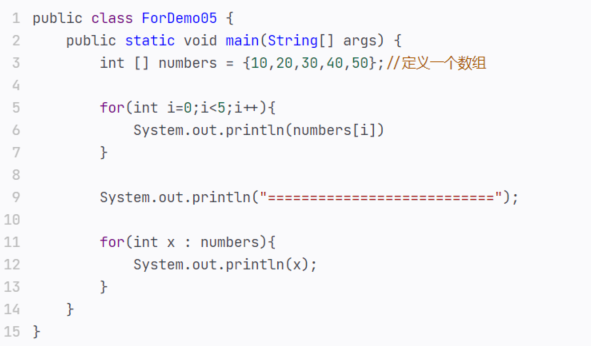 1 public class ForDemo05 {
2 public static void main(String[] args) {
3 int [] numbers = {10,20,30,40,50};//定义一个数组
4
5 for(int i=0;i<5;i++){
6 System.out.println(numbers[i])
7 }
8
9 System.out.println("===========================");
10
11 for(int x : numbers){
12 System.out.println(x);
13 }
14 }
15 }